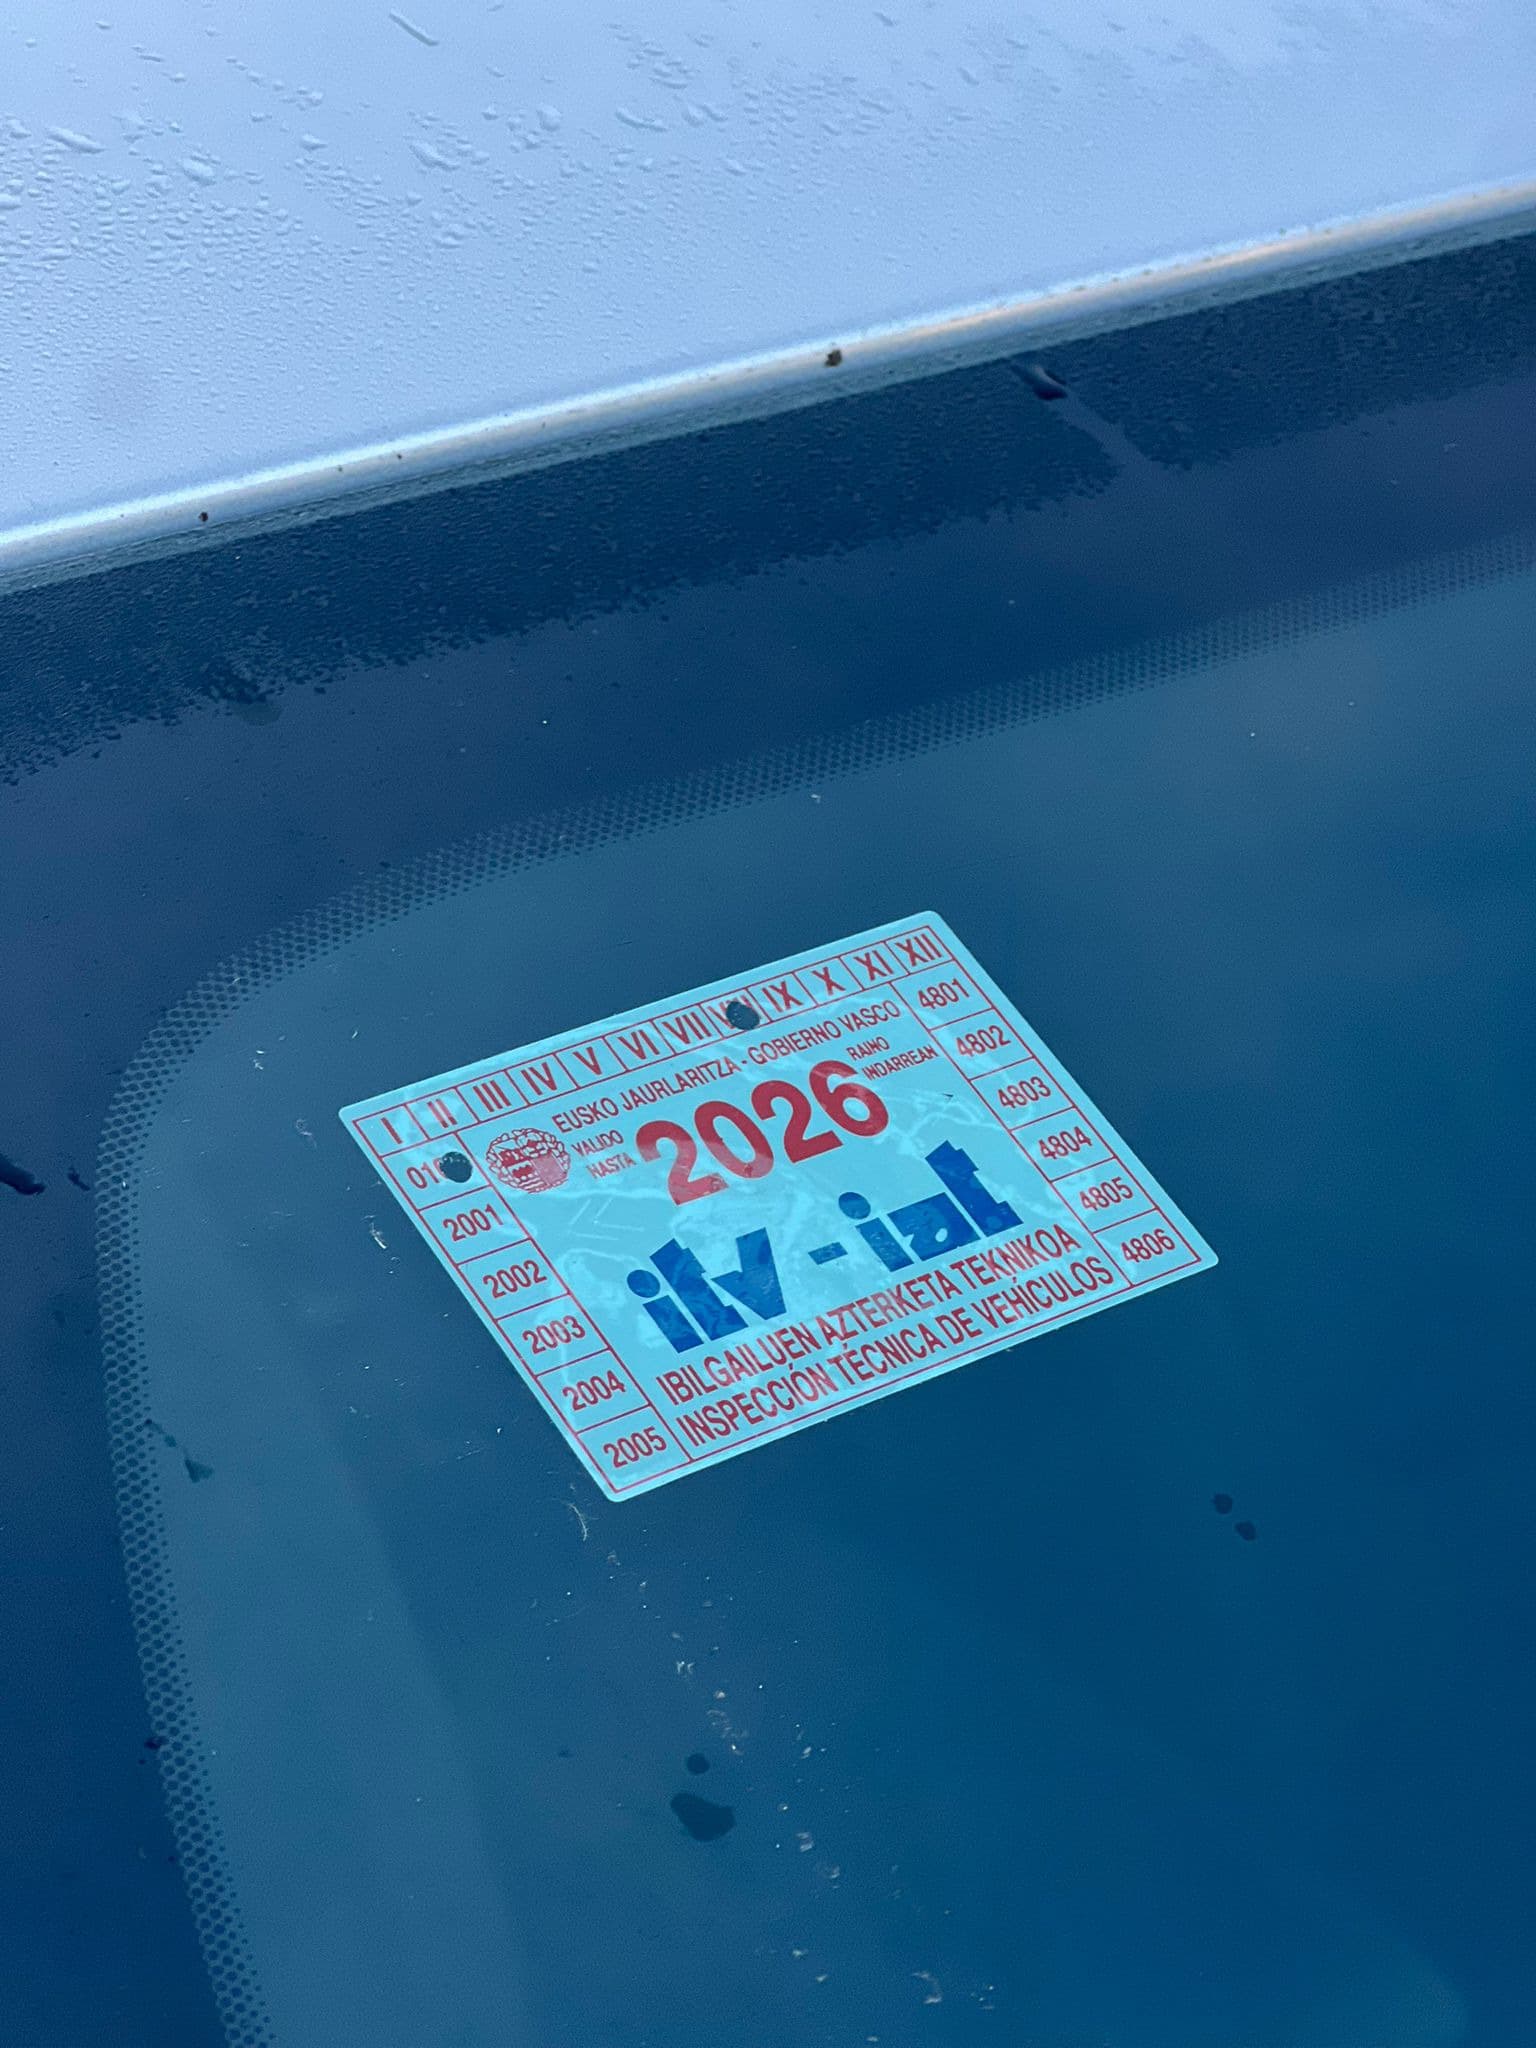 I II III IV V VI VII IX X XI XII
EUSKO JAURLARITZA - GOBIERNO VASCO
VALIDO HASTA
2026
RAINO INDARREAN
itv - iat
IBILGAILUEN AZTERKETA TEKNIKOA
INSPECCIÓN TÉCNICA DE VEHÍCULOS
2001
2002
2003
2004
2005
4801
4802
4803
4804
4805
4806